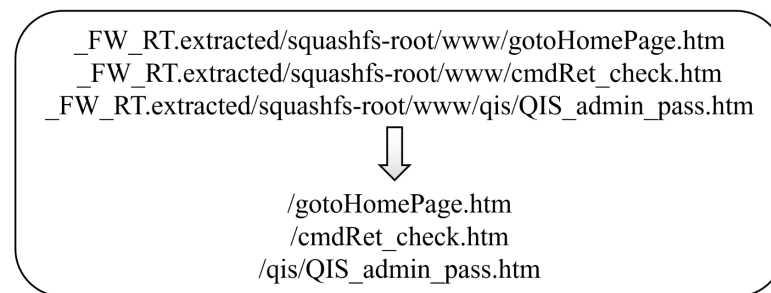 _FW_RT.extracted/squashfs-root/www/gotoHomePage.htm
_FW_RT.extracted/squashfs-root/www/cmdRet_check.htm
_FW_RT.extracted/squashfs-root/www/qis/QIS_admin_pass.htm
/gotoHomePage.htm
/cmdRet_check.htm
/qis/QIS_admin_pass.htm